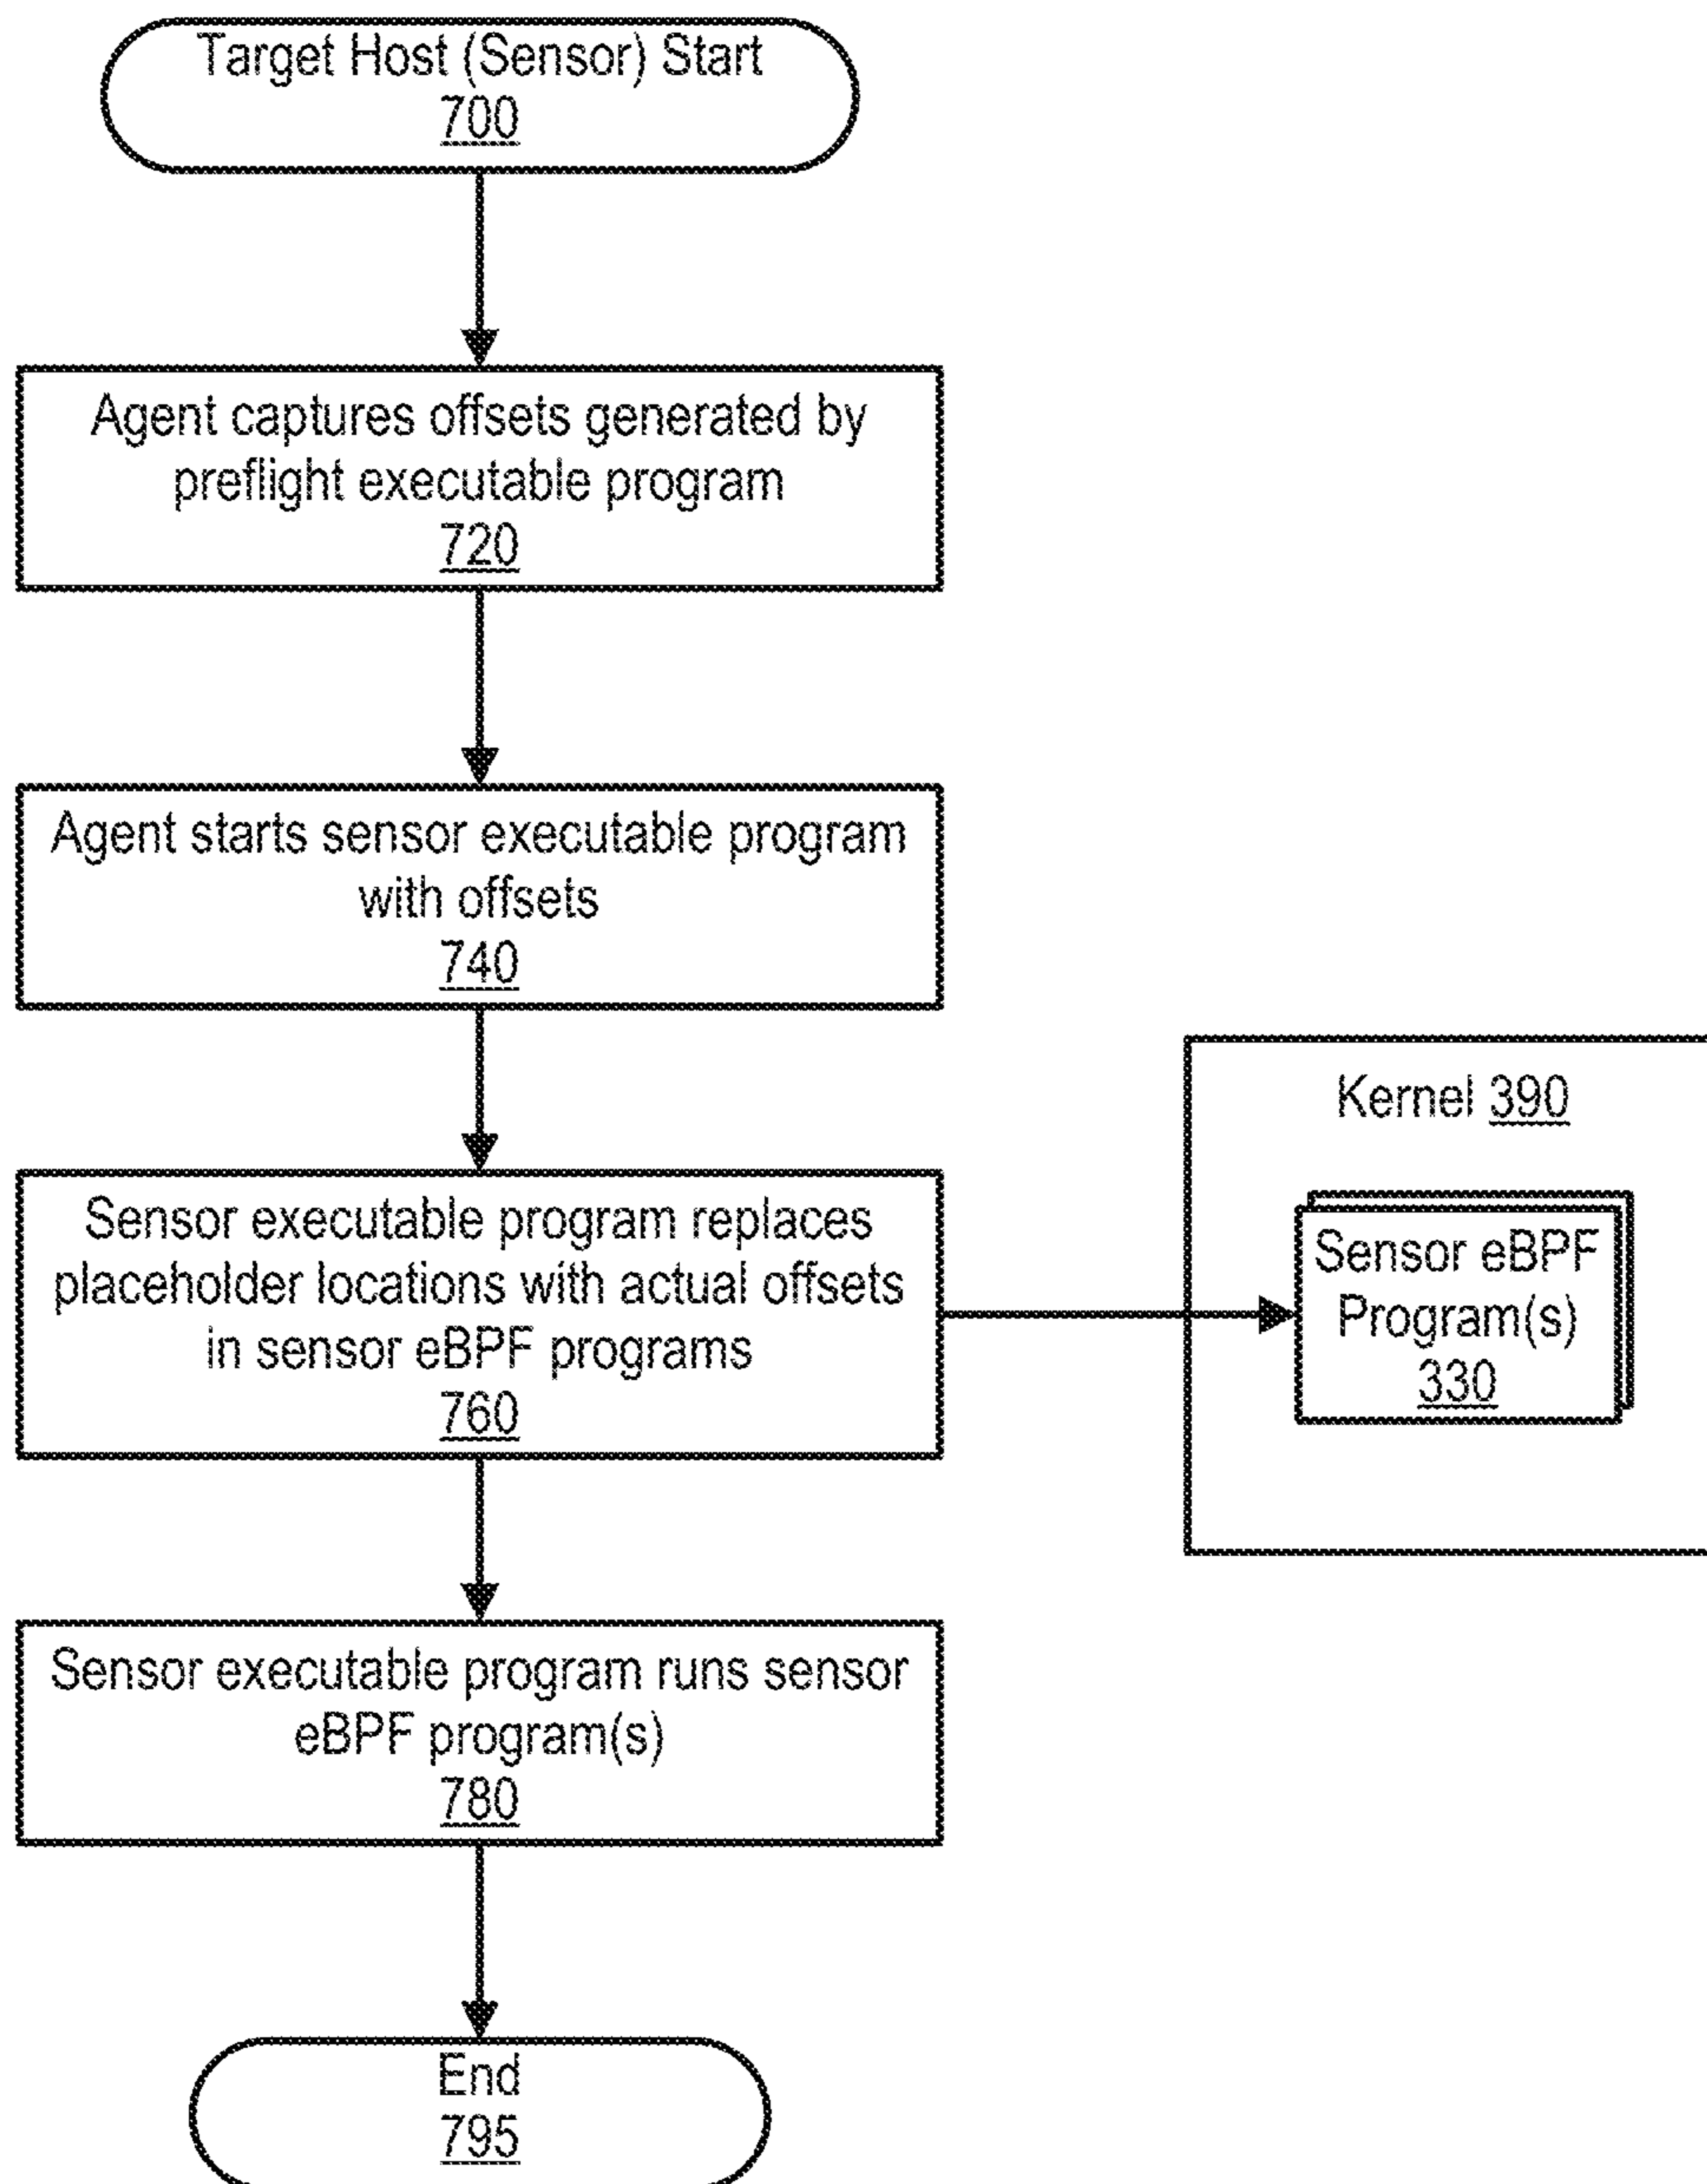 Target Host (Sensor) Start
700
Agent captures offsets generated by
preflight executable program
720
Agent starts sensor executable program
with offsets
740
Sensor executable program replaces
placeholder locations with actual offsets
in sensor eBPF programs
760
Kernel 390
Sensor eBPF
Program(s)
330
Sensor executable program runs sensor
eBPF program(s)
780
End
795